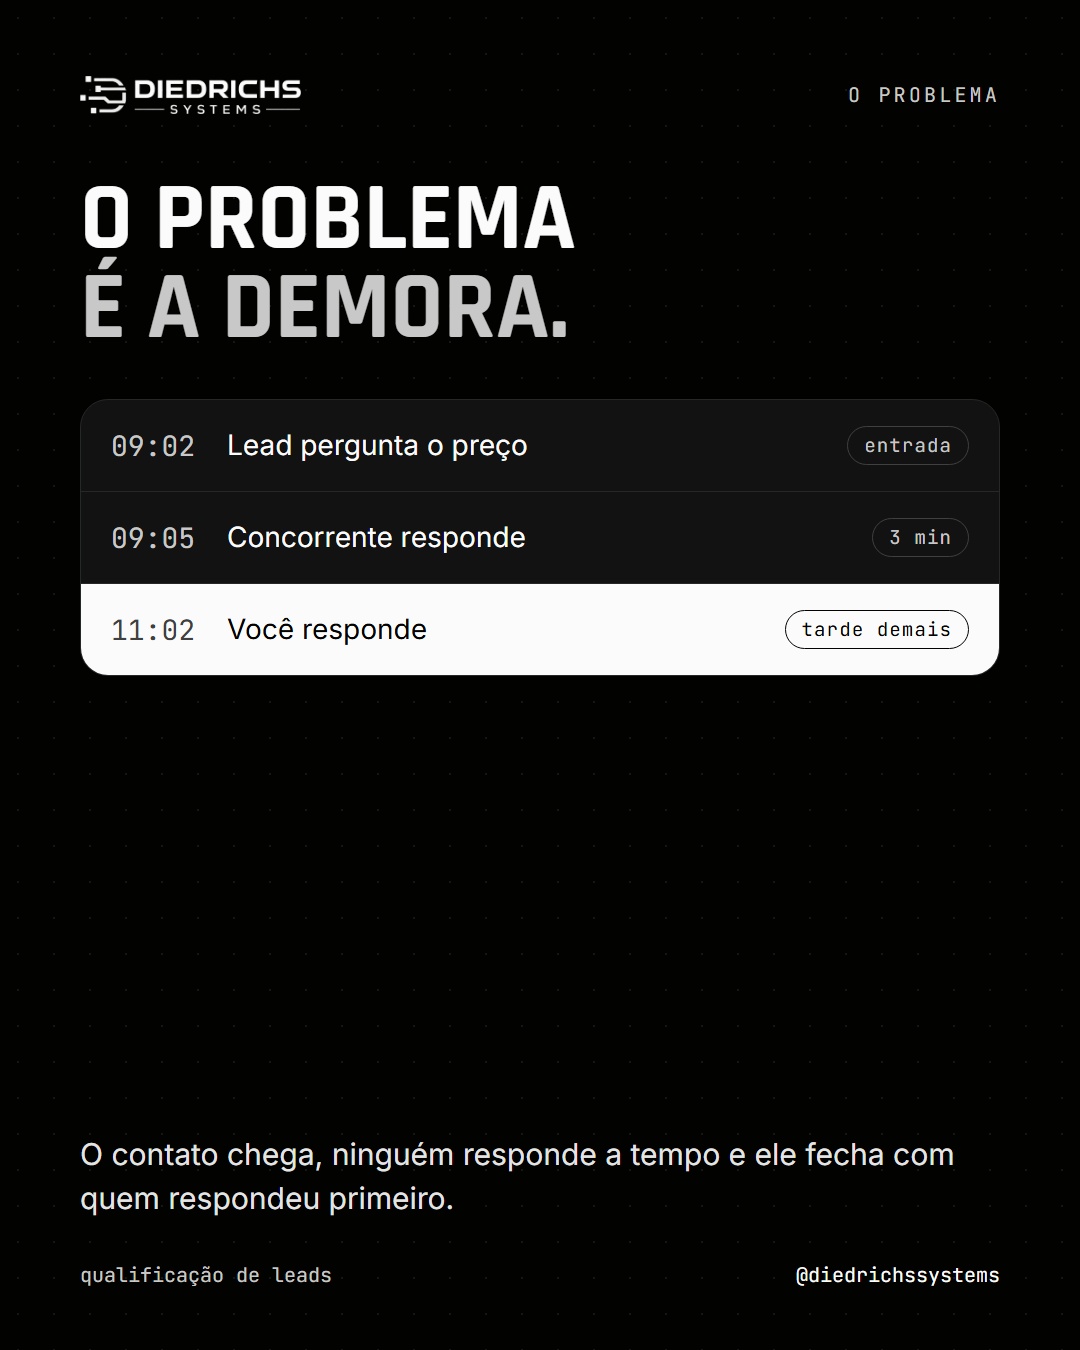 DIEDRICHS
SYSTEMS
O PROBLEMA
O PROBLEMA
É A DEMORA.
09:02 Lead pergunta o preço entrada
09:05 Concorrente responde 3 min
11:02 Você responde tarde demais
O contato chega, ninguém responde a tempo e ele fecha com
quem respondeu primeiro.
qualificação de leads @diedrichssystems